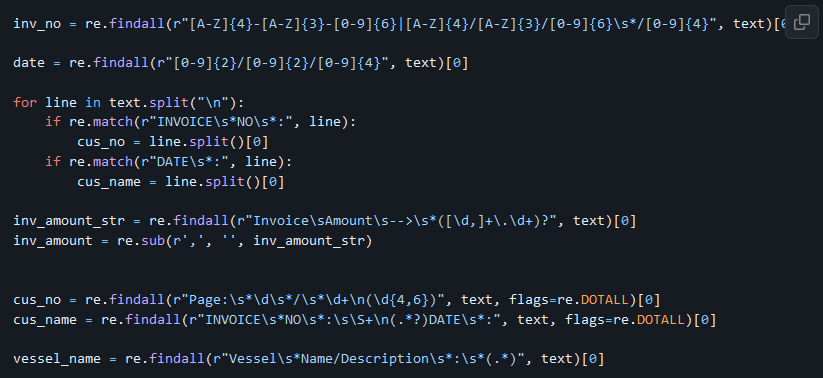 inv_no = re.findall(r"[A-Z]{4}-[A-Z]{3}-[0-9]{6}|[A-Z]{4}/[A-Z]{3}/[0-9]{6}\s*/[0-9]{4}", text)[0
date = re.findall(r"[0-9]{2}/[0-9]{2}/[0-9]{4}", text)[0]
for line in text.split("\n"):
    if re.match(r"INVOICE\s*NO\s*:", line):
        cus_no = line.split()[0]
    if re.match(r"DATE\s*:", line):
        cus_name = line.split()[0]
inv_amount_str = re.findall(r"Invoice\sAmount\s-->\s*([\d,]+\.\d+)?", text)[0]
inv_amount = re.sub(r',', '', inv_amount_str)
cus_no = re.findall(r"Page:\s*\d\s*/\s*\d+\n(\d{4,6})", text, flags=re.DOTALL)[0]
cus_name = re.findall(r"INVOICE\s*NO\s*:\s\S+\n(.*?)DATE\s*:", text, flags=re.DOTALL)[0]
vessel_name = re.findall(r"Vessel\s*Name/Description\s*:\s*(.*)", text)[0]